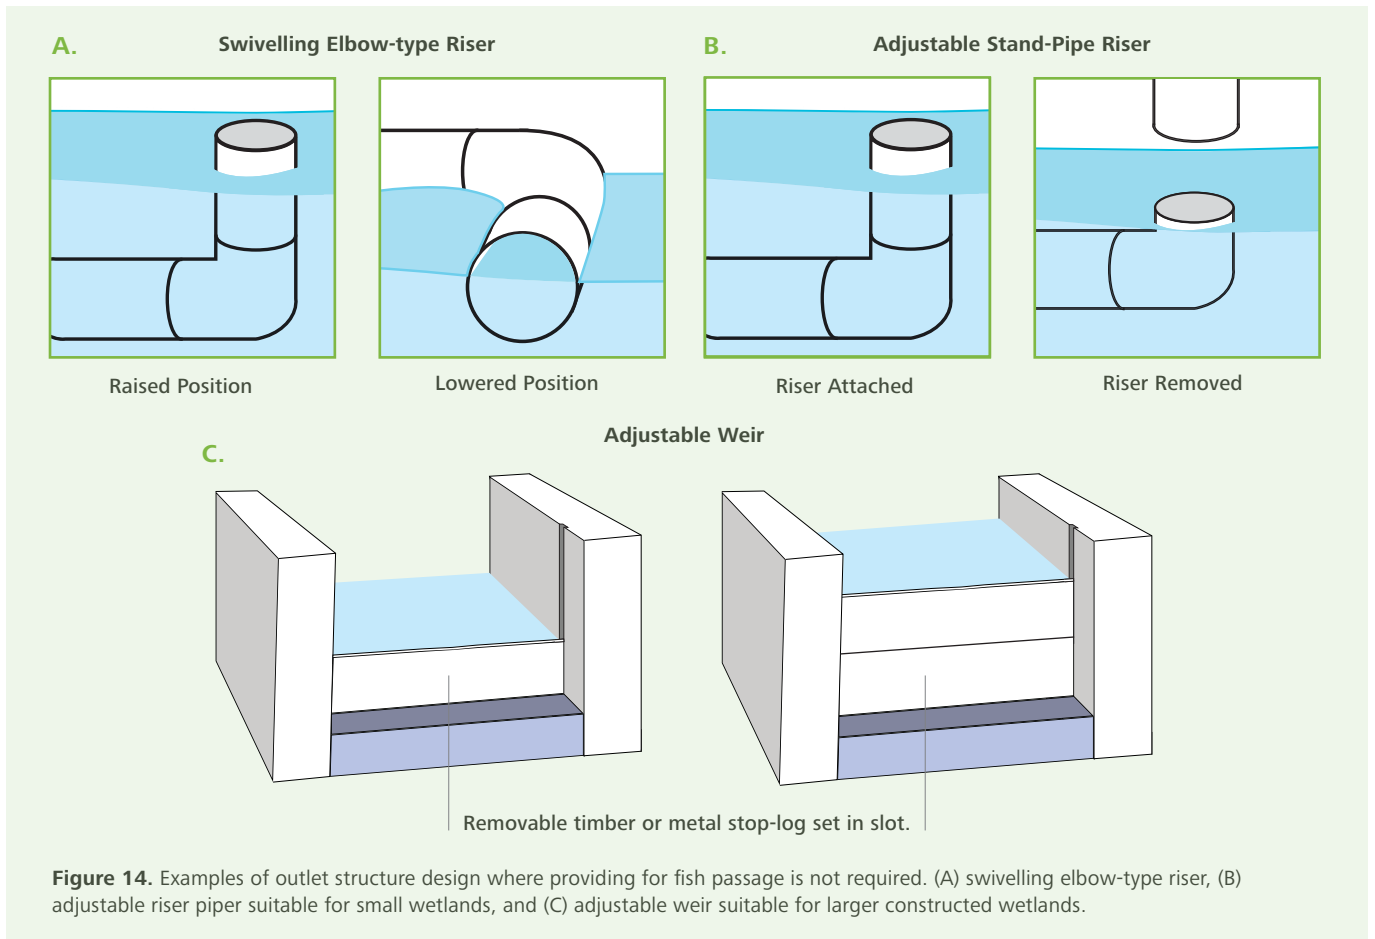 A. Swivelling Elbow-type Riser
B. Adjustable Stand-Pipe Riser
Raised Position
Lowered Position
Riser Attached
Riser Removed
Adjustable Weir
C.
Removable timber or metal stop-log set in slot.
Figure 14. Examples of outlet structure design where providing for fish passage is not required. (A) swivelling elbow-type riser, (B)
adjustable riser piper suitable for small wetlands, and (C) adjustable weir suitable for larger constructed wetlands.